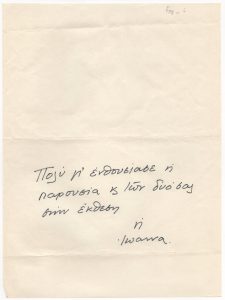 Πολύ μ' ενθουσίασε η
παρουσία κ των δυό σας
στην έκθεση
η
Ιωάννα.